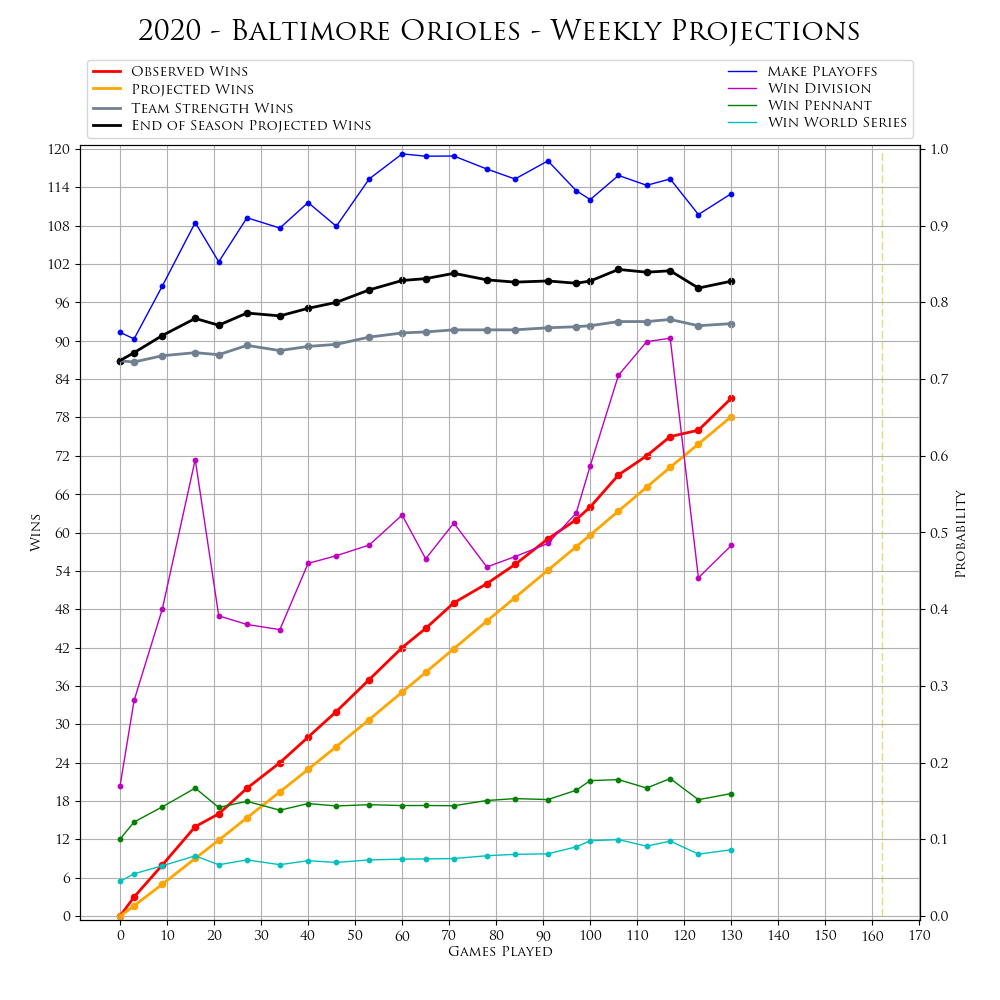 2020 - Baltimore Orioles - Weekly Projections
Observed Wins
Projected Wins
Team Strength Wins
End of Season Projected Wins
Make Playoffs
Win Division
Win Pennant
Win World Series
120
114
108
102
96
90
84
78
72
66
60
54
48
42
36
30
24
18
12
6
0
Wins
1.0
0.9
0.8
0.7
0.6
0.5
0.4
0.3
0.2
0.1
0.0
Probability
0 10 20 30 40 50 60 70 80 90 100 110 120 130 140 150 160 170
Games Played